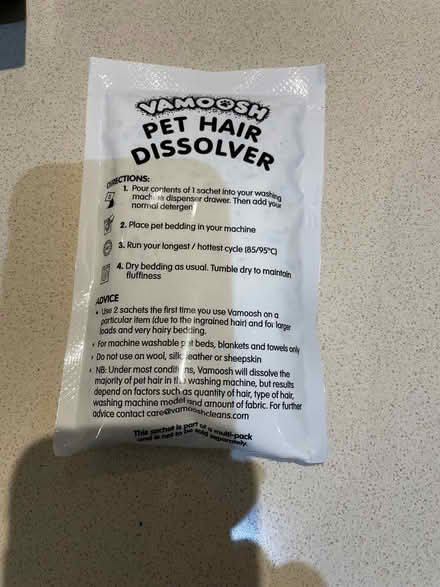 VAMOOSH
PET HAIR
DISSOLVER
DIRECTIONS:
1. Pour contents of 1 sachet into your washing
machine dispenser drawer. Then add your
normal detergent
2. Place pet bedding in your machine
3. Run your longest / hottest cycle (85/95°C)
4. Dry bedding as usual. Tumble dry to maintain
fluffiness
ADVICE
• Use 2 sachets the first time you use Vamoosh on a
particular item (due to the ingrained hair) and for larger
loads and very hairy bedding.
• For machine washable pet beds, blankets and towels only
• Do not use on wool, silk, leather or sheepskin
• NB: Under most conditions, Vamoosh will dissolve the
majority of pet hair in the washing machine, but results
depend on factors such as quantity of hair, type of hair,
washing machine model and amount of fabric. For further
advice contact care@vamooshcleans.com
This sachet is part of a multi-pack
and is not to be sold separately.